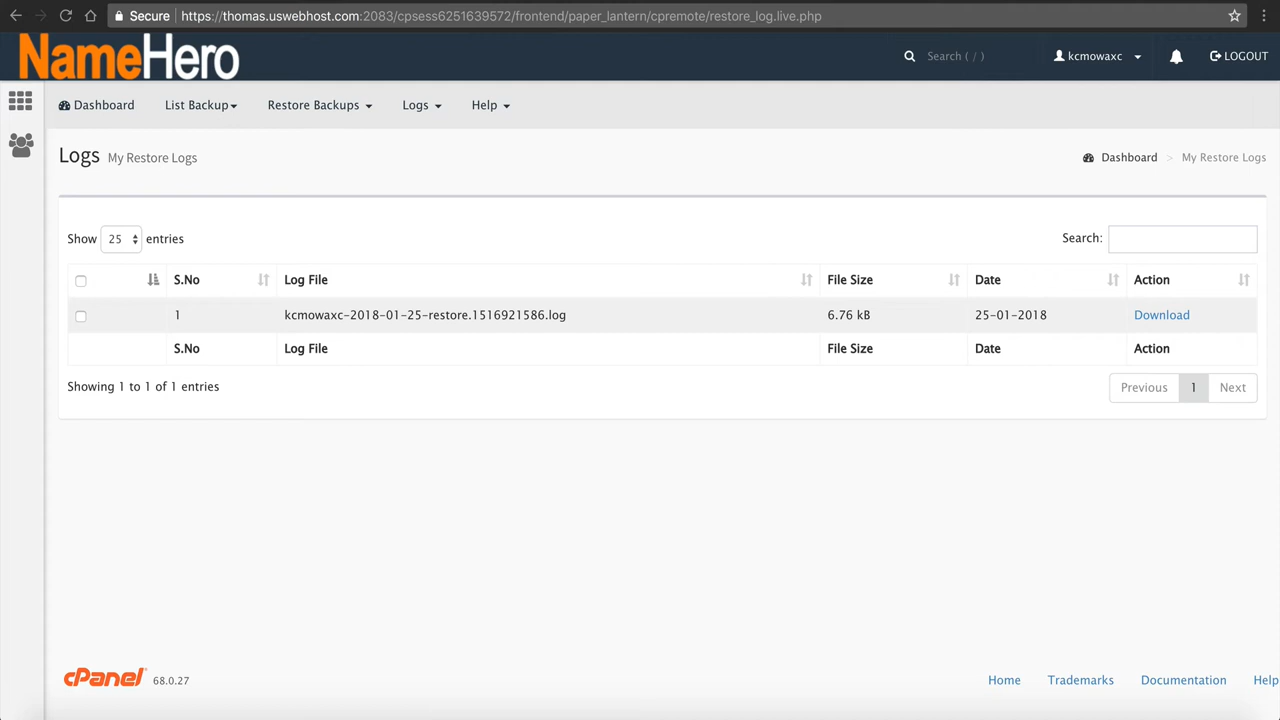 Secure https://thomas.uswebhost.com:2083/cpsess6251639572/frontend/paper_lantern/cpremote/restore_log.live.php
NameHero
Search ( / )
kcmowaxc
LOGOUT
Dashboard
List Backup
Restore Backups
Logs
Help
Logs My Restore Logs
Dashboard > My Restore Logs
Show 25 entries
Search:
S.No Log File File Size Date Action
1 kcmowaxc-2018-01-25-restore.1516921586.log 6.76 kB 25-01-2018 Download
S.No Log File File Size Date Action
Showing 1 to 1 of 1 entries
Previous 1 Next
cPanel 68.0.27
Home Trademarks Documentation Help